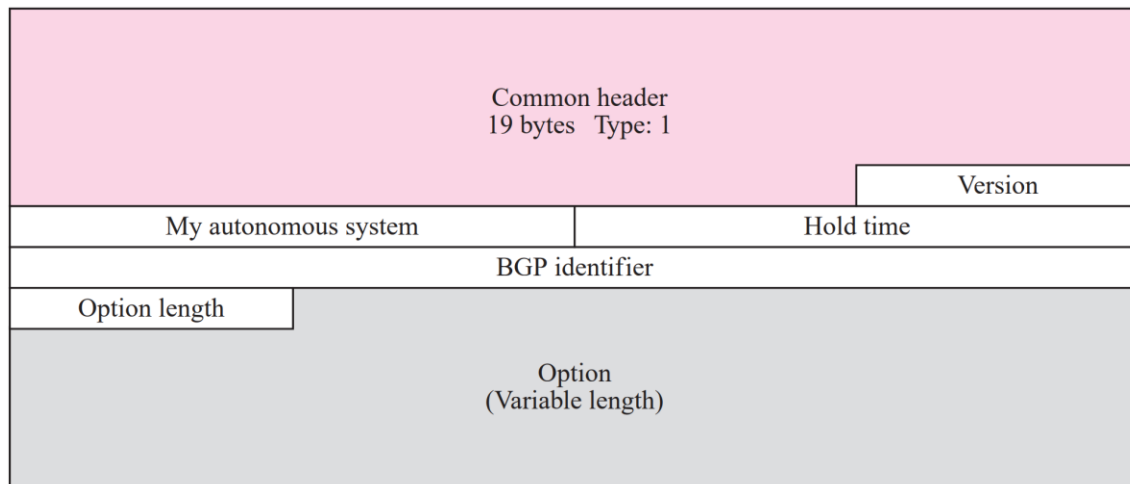 Common header
19 bytes Type: 1
Version
My autonomous system
Hold time
BGP identifier
Option length
Option
(Variable length)